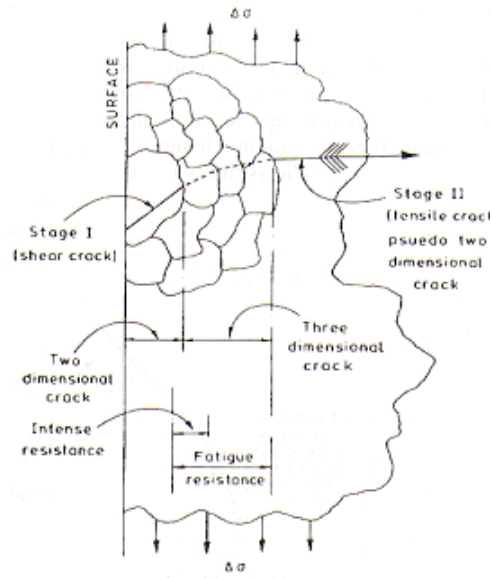 Δσ
SURFACE
Stage I
(shear crack)
Stage II
(tensile crack
psuedo two
dimensional
crack
Two
dimensional
crack
Three
dimensional
crack
Intense
resistance
Fatigue
resistance
Δσ